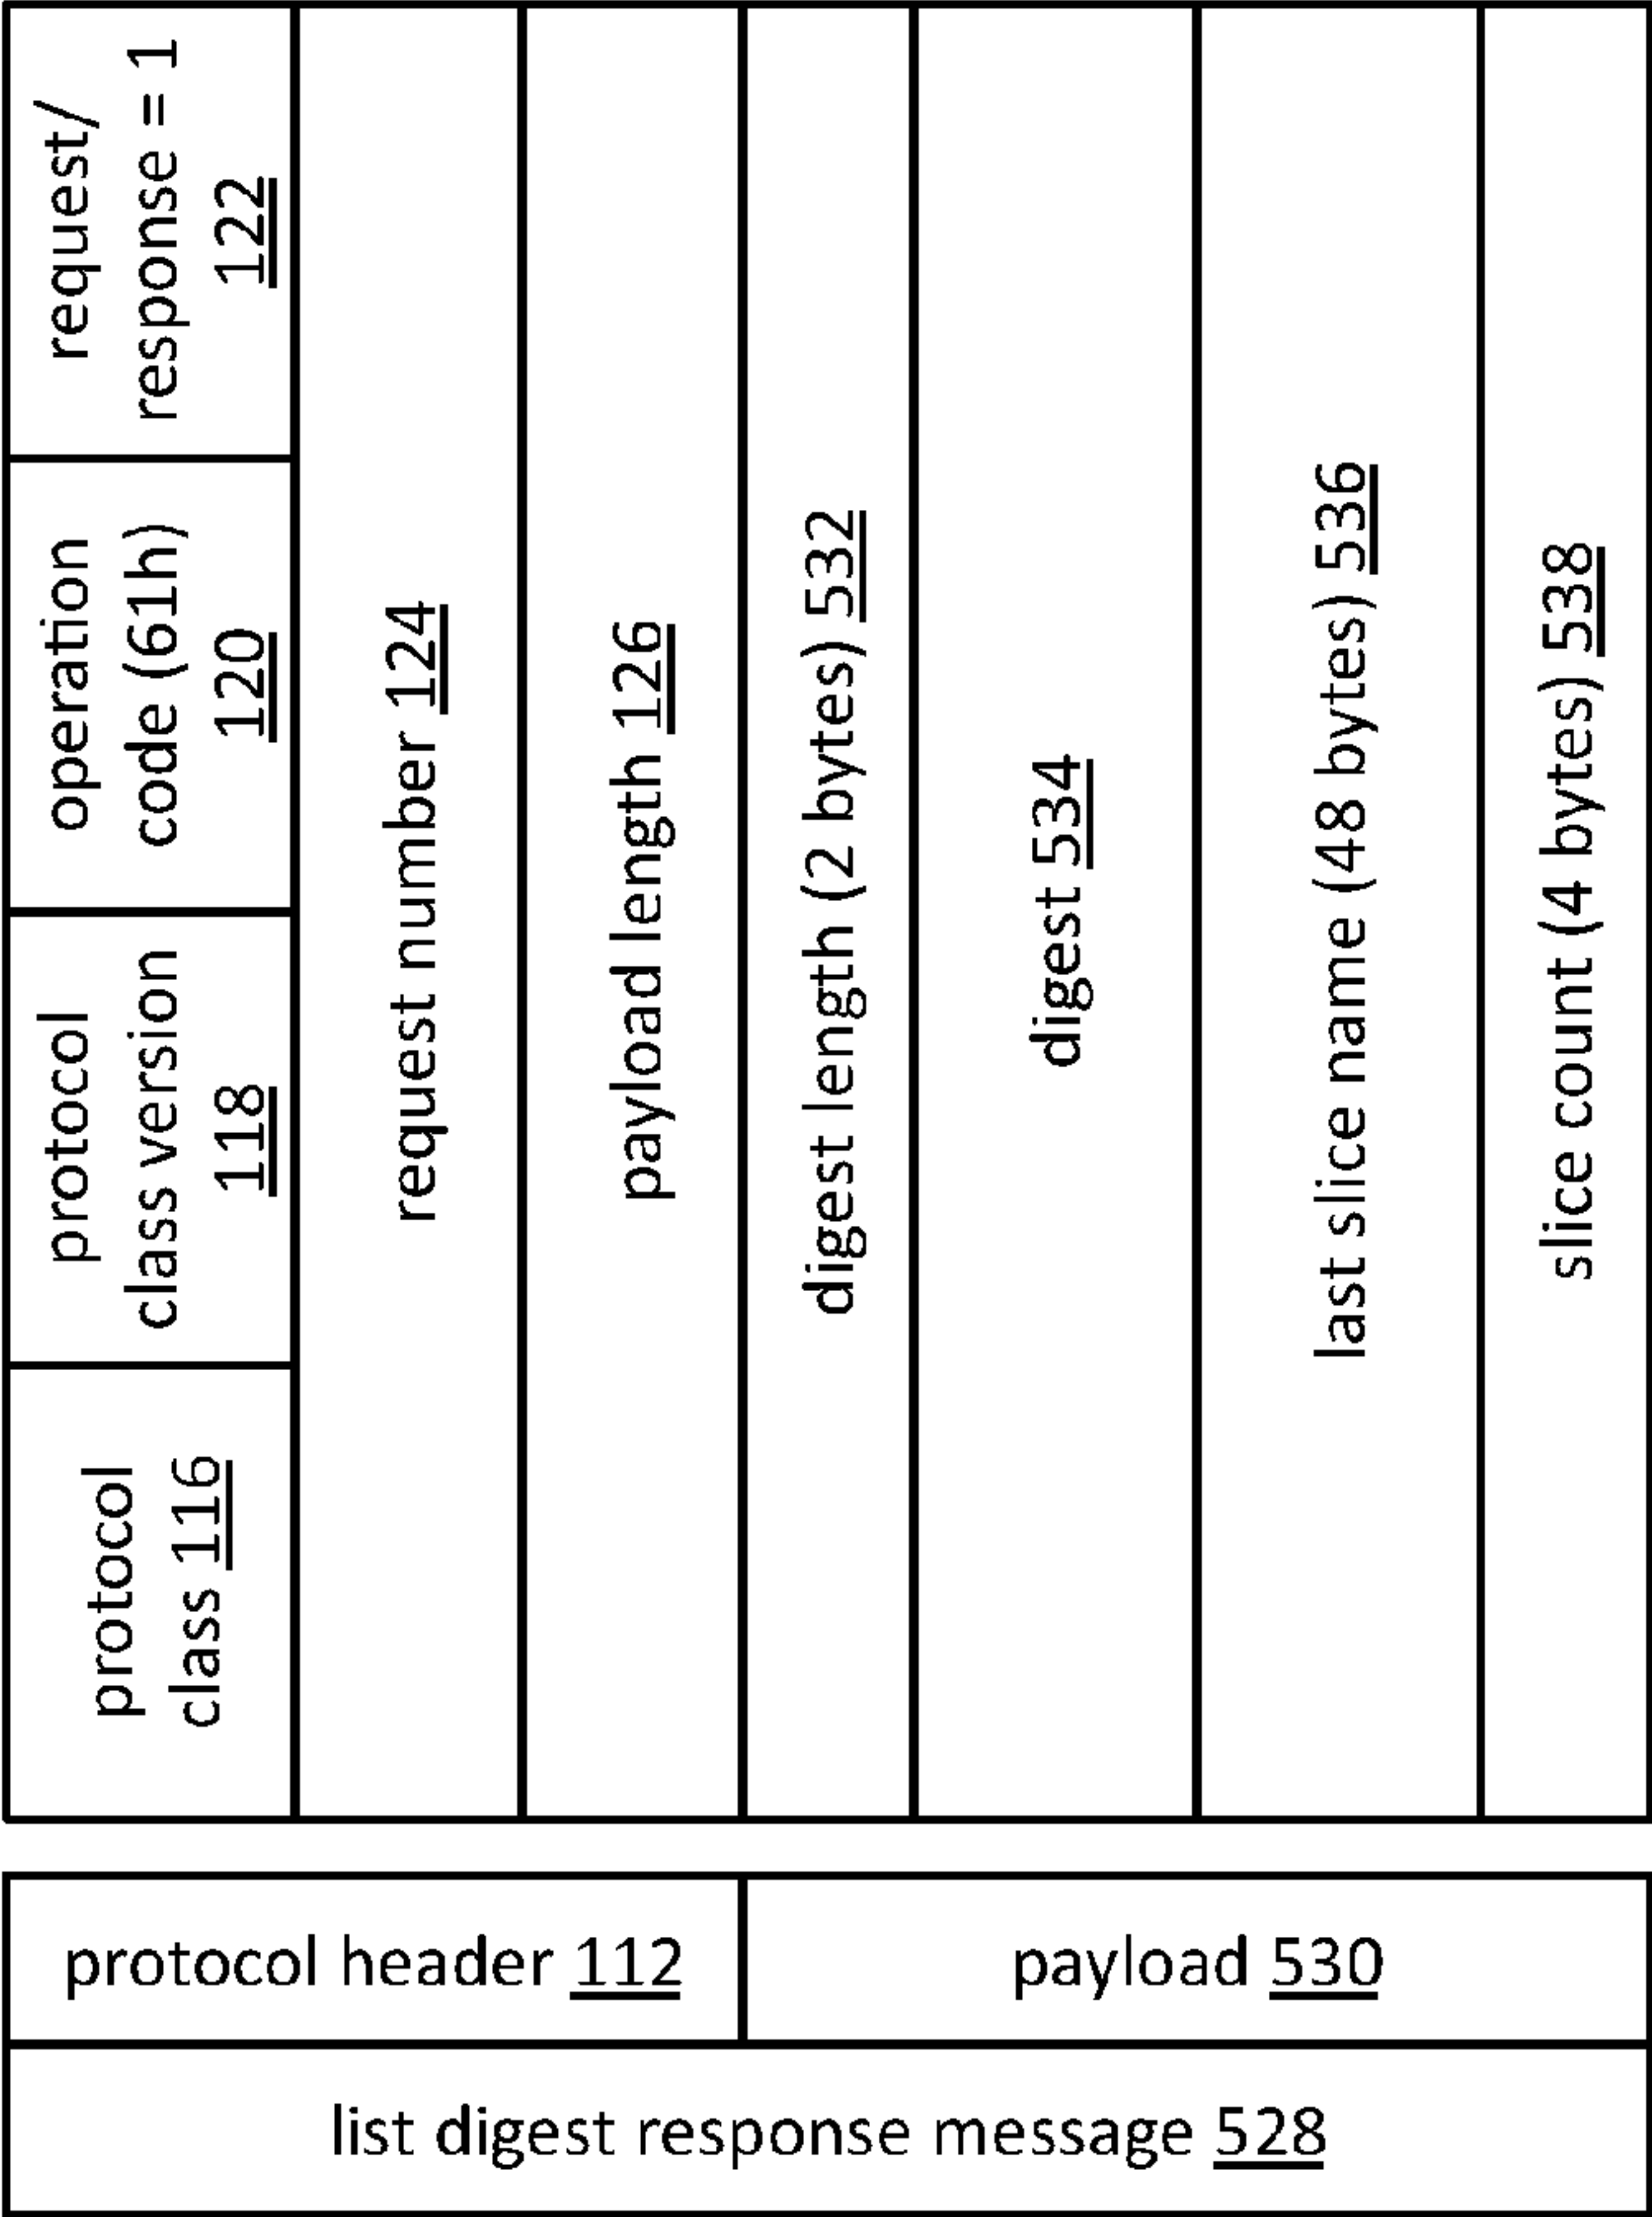 list digest response message 528
protocol header 112
payload 530
protocol
class 116
protocol
class version
118
operation
code (61h)
120
request/
response = 1
122
request number 124
payload length 126
digest length (2 bytes) 532
digest 534
last slice name (48 bytes) 536
slice count (4 bytes) 538